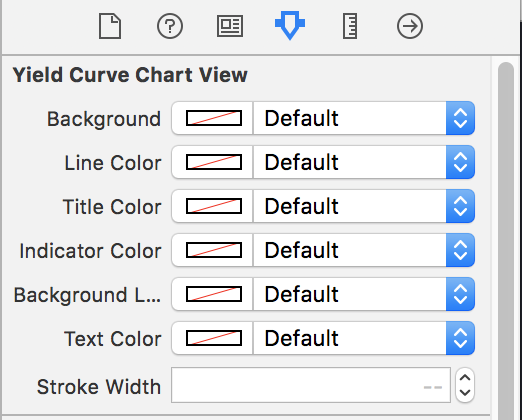 Yield Curve Chart View
Background Default
Line Color Default
Title Color Default
Indicator Color Default
Background L... Default
Text Color Default
Stroke Width --